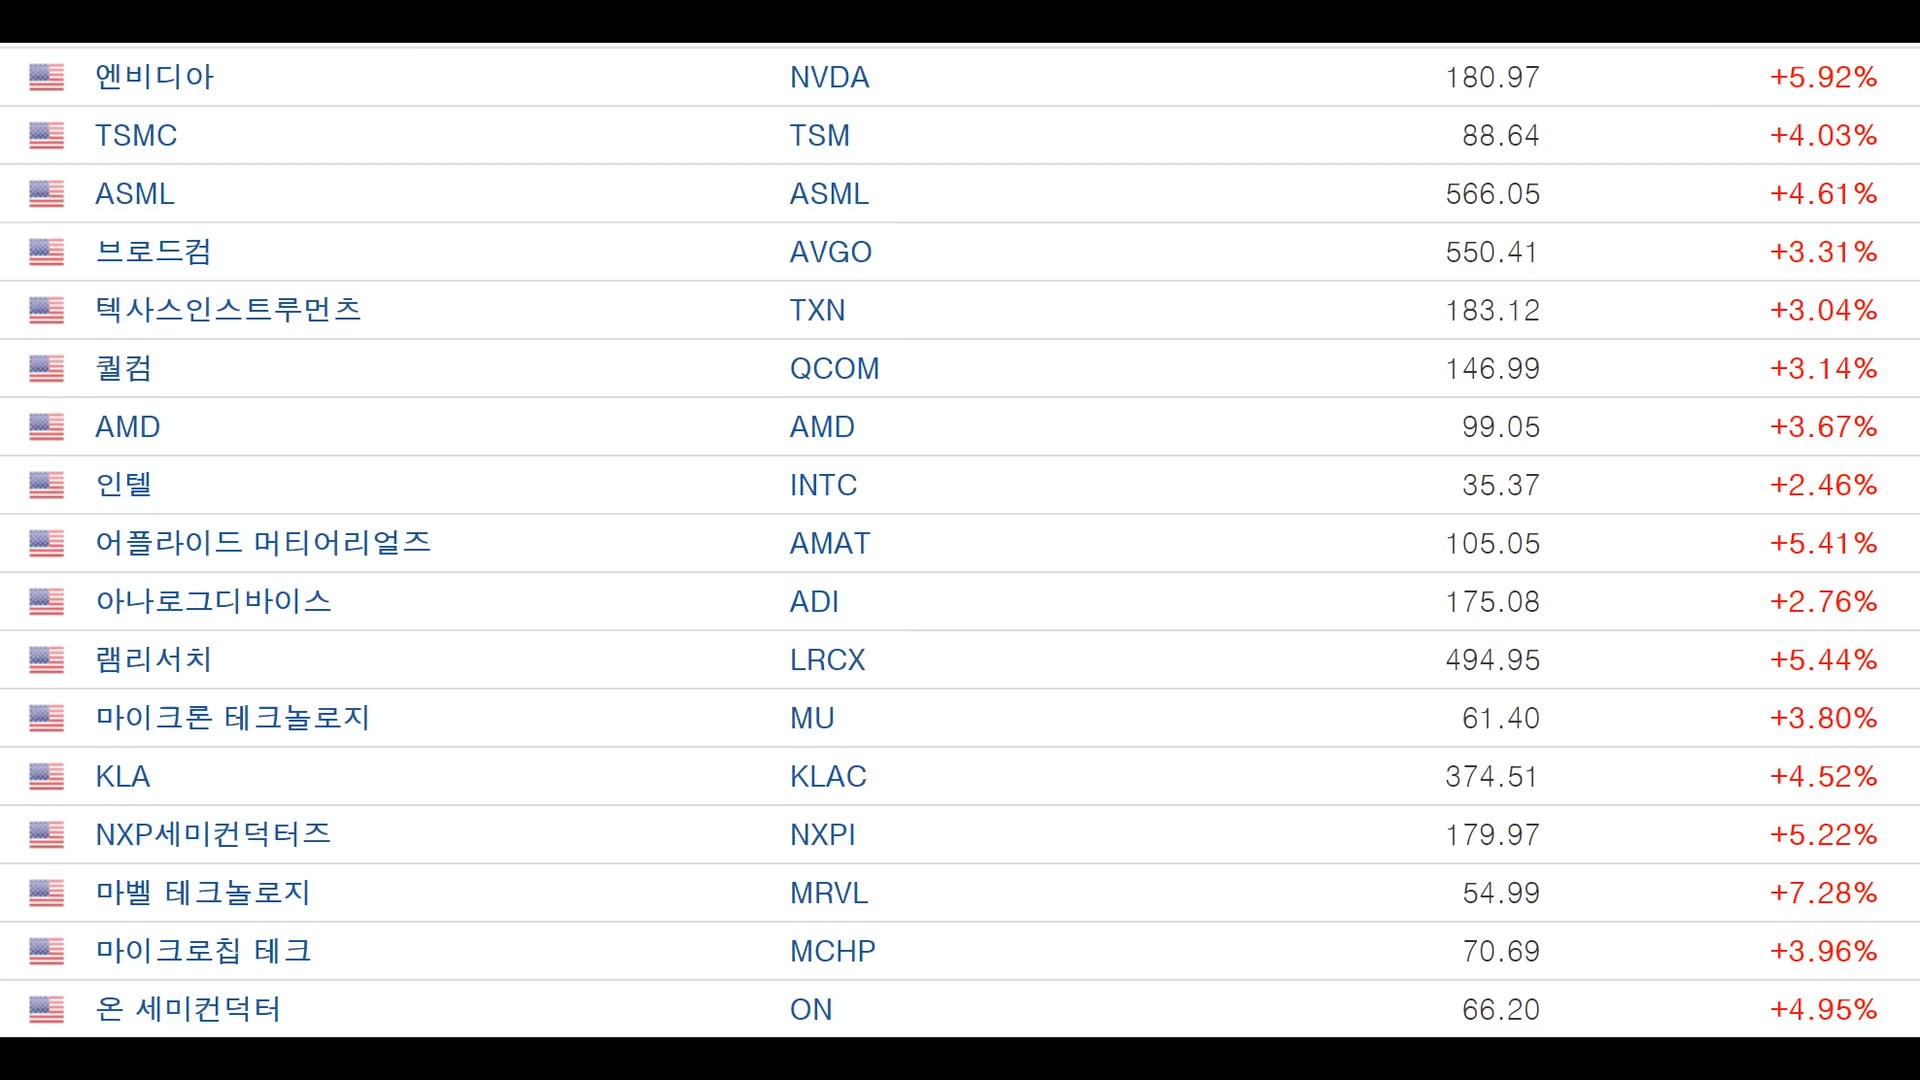 엔비디아 NVDA 180.97 +5.92%
TSMC TSM 88.64 +4.03%
ASML ASML 566.05 +4.61%
브로드컴 AVGO 550.41 +3.31%
텍사스인스트루먼츠 TXN 183.12 +3.04%
퀄컴 QCOM 146.99 +3.14%
AMD AMD 99.05 +3.67%
인텔 INTC 35.37 +2.46%
어플라이드 머티어리얼즈 AMAT 105.05 +5.41%
아나로그디바이스 ADI 175.08 +2.76%
램리서치 LRCX 494.95 +5.44%
마이크론 테크놀로지 MU 61.40 +3.80%
KLA KLAC 374.51 +4.52%
NXP세미컨덕터즈 NXPI 179.97 +5.22%
마벨 테크놀로지 MRVL 54.99 +7.28%
마이크로칩 테크 MCHP 70.69 +3.96%
온 세미컨덕터 ON 66.20 +4.95%